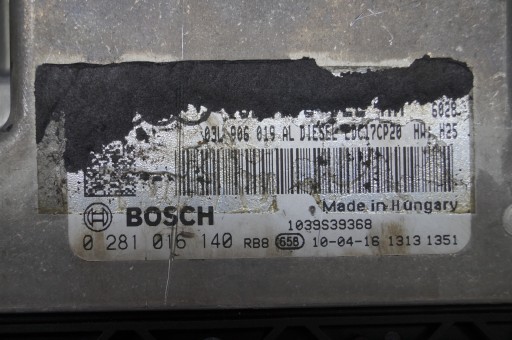 6028
03L 906 019 AL DIESEL EDC17CP20 HW: H25
BOSCH
Made in Hungary
1039S39368
0 281 016 140 RB8 658 10-04-16 1313 1351